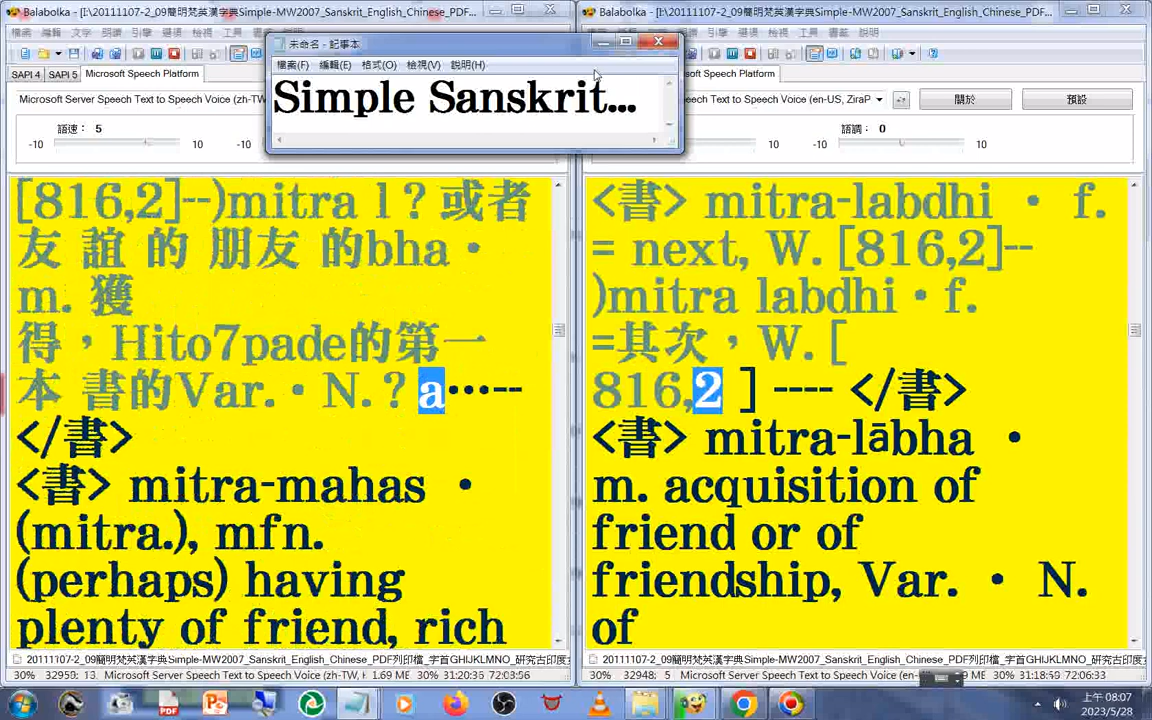 Balabolka - [I:\20111107-2_09簡明梵英漢字典Simple-MW2007_Sanskrit_English_Chinese_PDF...
Balabolka - [I:\20111107-2_09簡明梵英漢字典Simple-MW2007_Sanskrit_English_Chinese_PDF...
未命名 - 記事本
檔案(F) 編輯(E) 格式(O) 檢視(V) 說明(H)
Simple Sanskrit...
SAPI 4 SAPI 5 Microsoft Speech Platform
Speech Platform
Microsoft Server Speech Text to Speech Voice (zh-TW
ech Text to Speech Voice (en-US, ZiraP
關於 預設
語速： 5
-10 10 -10
語調： 0
10 -10 10
[816,2]--)mitra l？或者
友 誼 的 朋友 的bha・
m. 獲
得，Hito7pade的第一
本 書的Var.・N.？a・・・--
</書>
<書> mitra-mahas ・
(mitra.), mfn.
(perhaps) having
plenty of friend, rich
<書> mitra-labdhi ・ f.
= next, W. [816,2]--
)mitra labdhi・f.
=其次，W. [
816,2 ] ---- </書>
<書> mitra-lābha ・
m. acquisition of
friend or of
friendship, Var. ・ N.
of
20111107-2_09簡明梵英漢字典Simple-MW2007_Sanskrit_English_Chinese_PDF列印檔_字首GHIJKLMNO_研究古印度
20111107-2_09簡明梵英漢字典Simple-MW2007_Sanskrit_English_Chinese_PDF列印檔_字首GHIJKLMNO_研究古印度
30% 32959: 13 Microsoft Server Speech Text to Speech Voice (zh-TW, 1.69 MB 31:20:36 72:03:56
30% 32948: 5 Microsoft Server Speech Text to Speech Voice MB 31:18:59 72:06:33
上午 08:07
2023/5/28